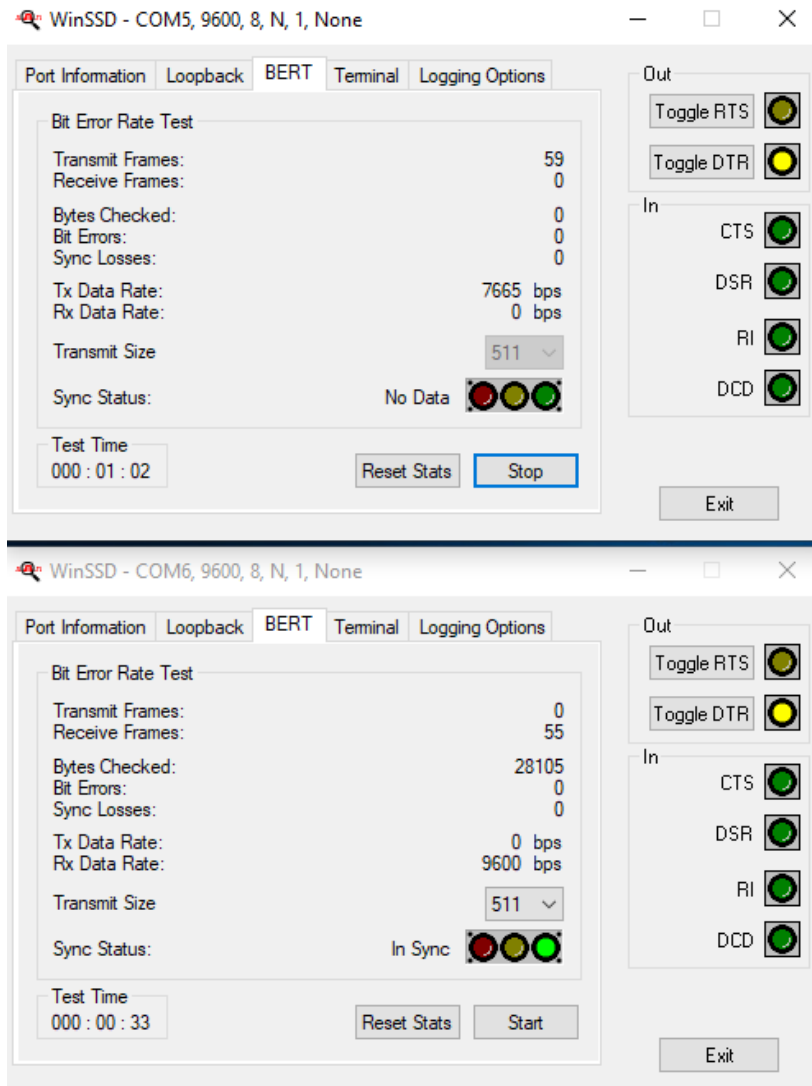 WinSSD - COM5, 9600, 8, N, 1, None
Port Information Loopback BERT Terminal Logging Options
Bit Error Rate Test
Transmit Frames: 59
Receive Frames: 0
Bytes Checked: 0
Bit Errors: 0
Sync Losses: 0
Tx Data Rate: 7665 bps
Rx Data Rate: 0 bps
Transmit Size 511
Sync Status: No Data
Test Time
000 : 01 : 02
Reset Stats Stop
Out
Toggle RTS
Toggle DTR
In
CTS
DSR
RI
DCD
Exit
WinSSD - COM6, 9600, 8, N, 1, None
Port Information Loopback BERT Terminal Logging Options
Bit Error Rate Test
Transmit Frames: 0
Receive Frames: 55
Bytes Checked: 28105
Bit Errors: 0
Sync Losses: 0
Tx Data Rate: 0 bps
Rx Data Rate: 9600 bps
Transmit Size 511
Sync Status: In Sync
Test Time
000 : 00 : 33
Reset Stats Start
Out
Toggle RTS
Toggle DTR
In
CTS
DSR
RI
DCD
Exit